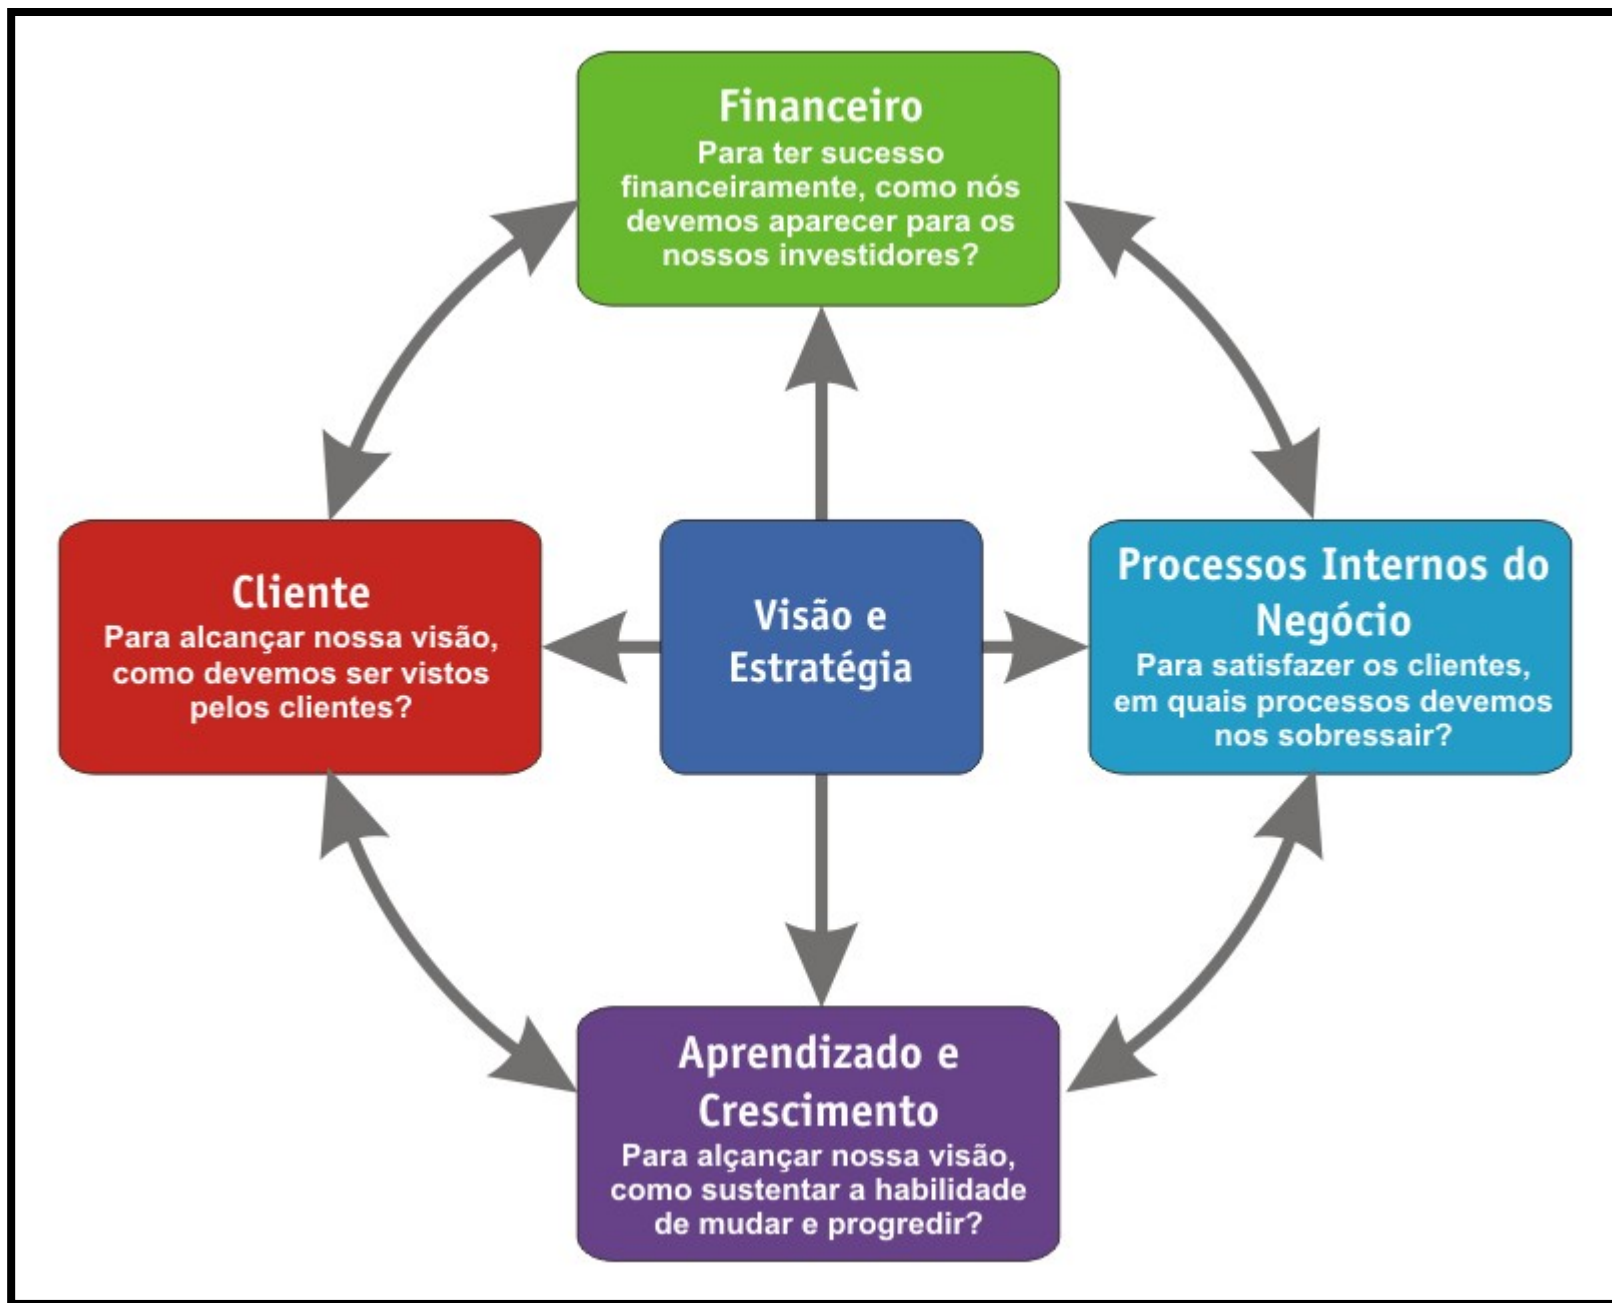 Financeiro
Para ter sucesso
financeiramente, como nós
devemos aparecer para os
nossos investidores?
Cliente
Para alcançar nossa visão,
como devemos ser vistos
pelos clientes?
Visão e
Estratégia
Processos Internos do
Negócio
Para satisfazer os clientes,
em quais processos devemos
nos sobressair?
Aprendizado e
Crescimento
Para alçançar nossa visão,
como sustentar a habilidade
de mudar e progredir?